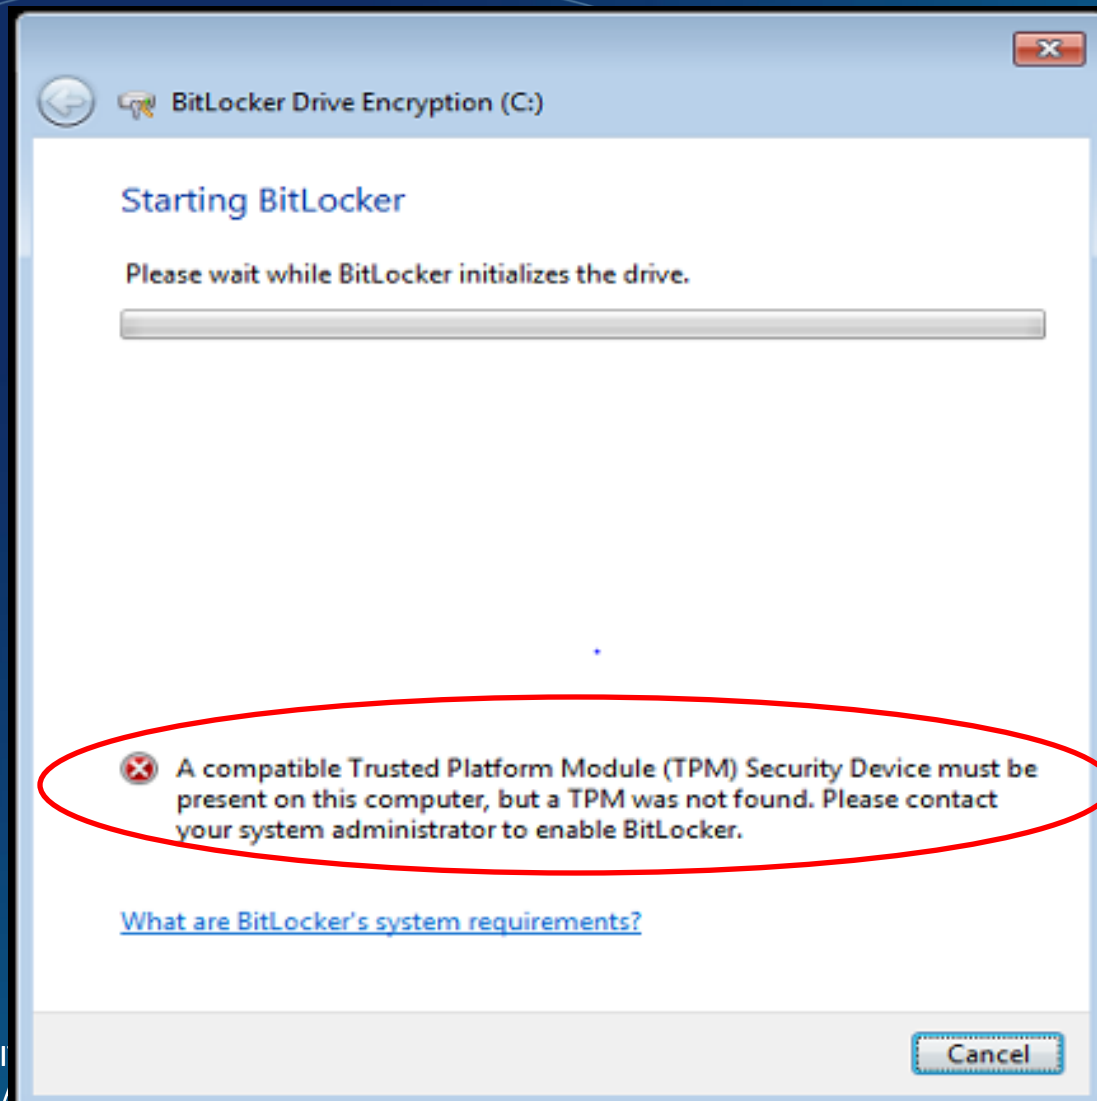 BitLocker Drive Encryption (C:)
Starting BitLocker
Please wait while BitLocker initializes the drive.
A compatible Trusted Platform Module (TPM) Security Device must be
present on this computer, but a TPM was not found. Please contact
your system administrator to enable BitLocker.
What are BitLocker's system requirements?
Cancel